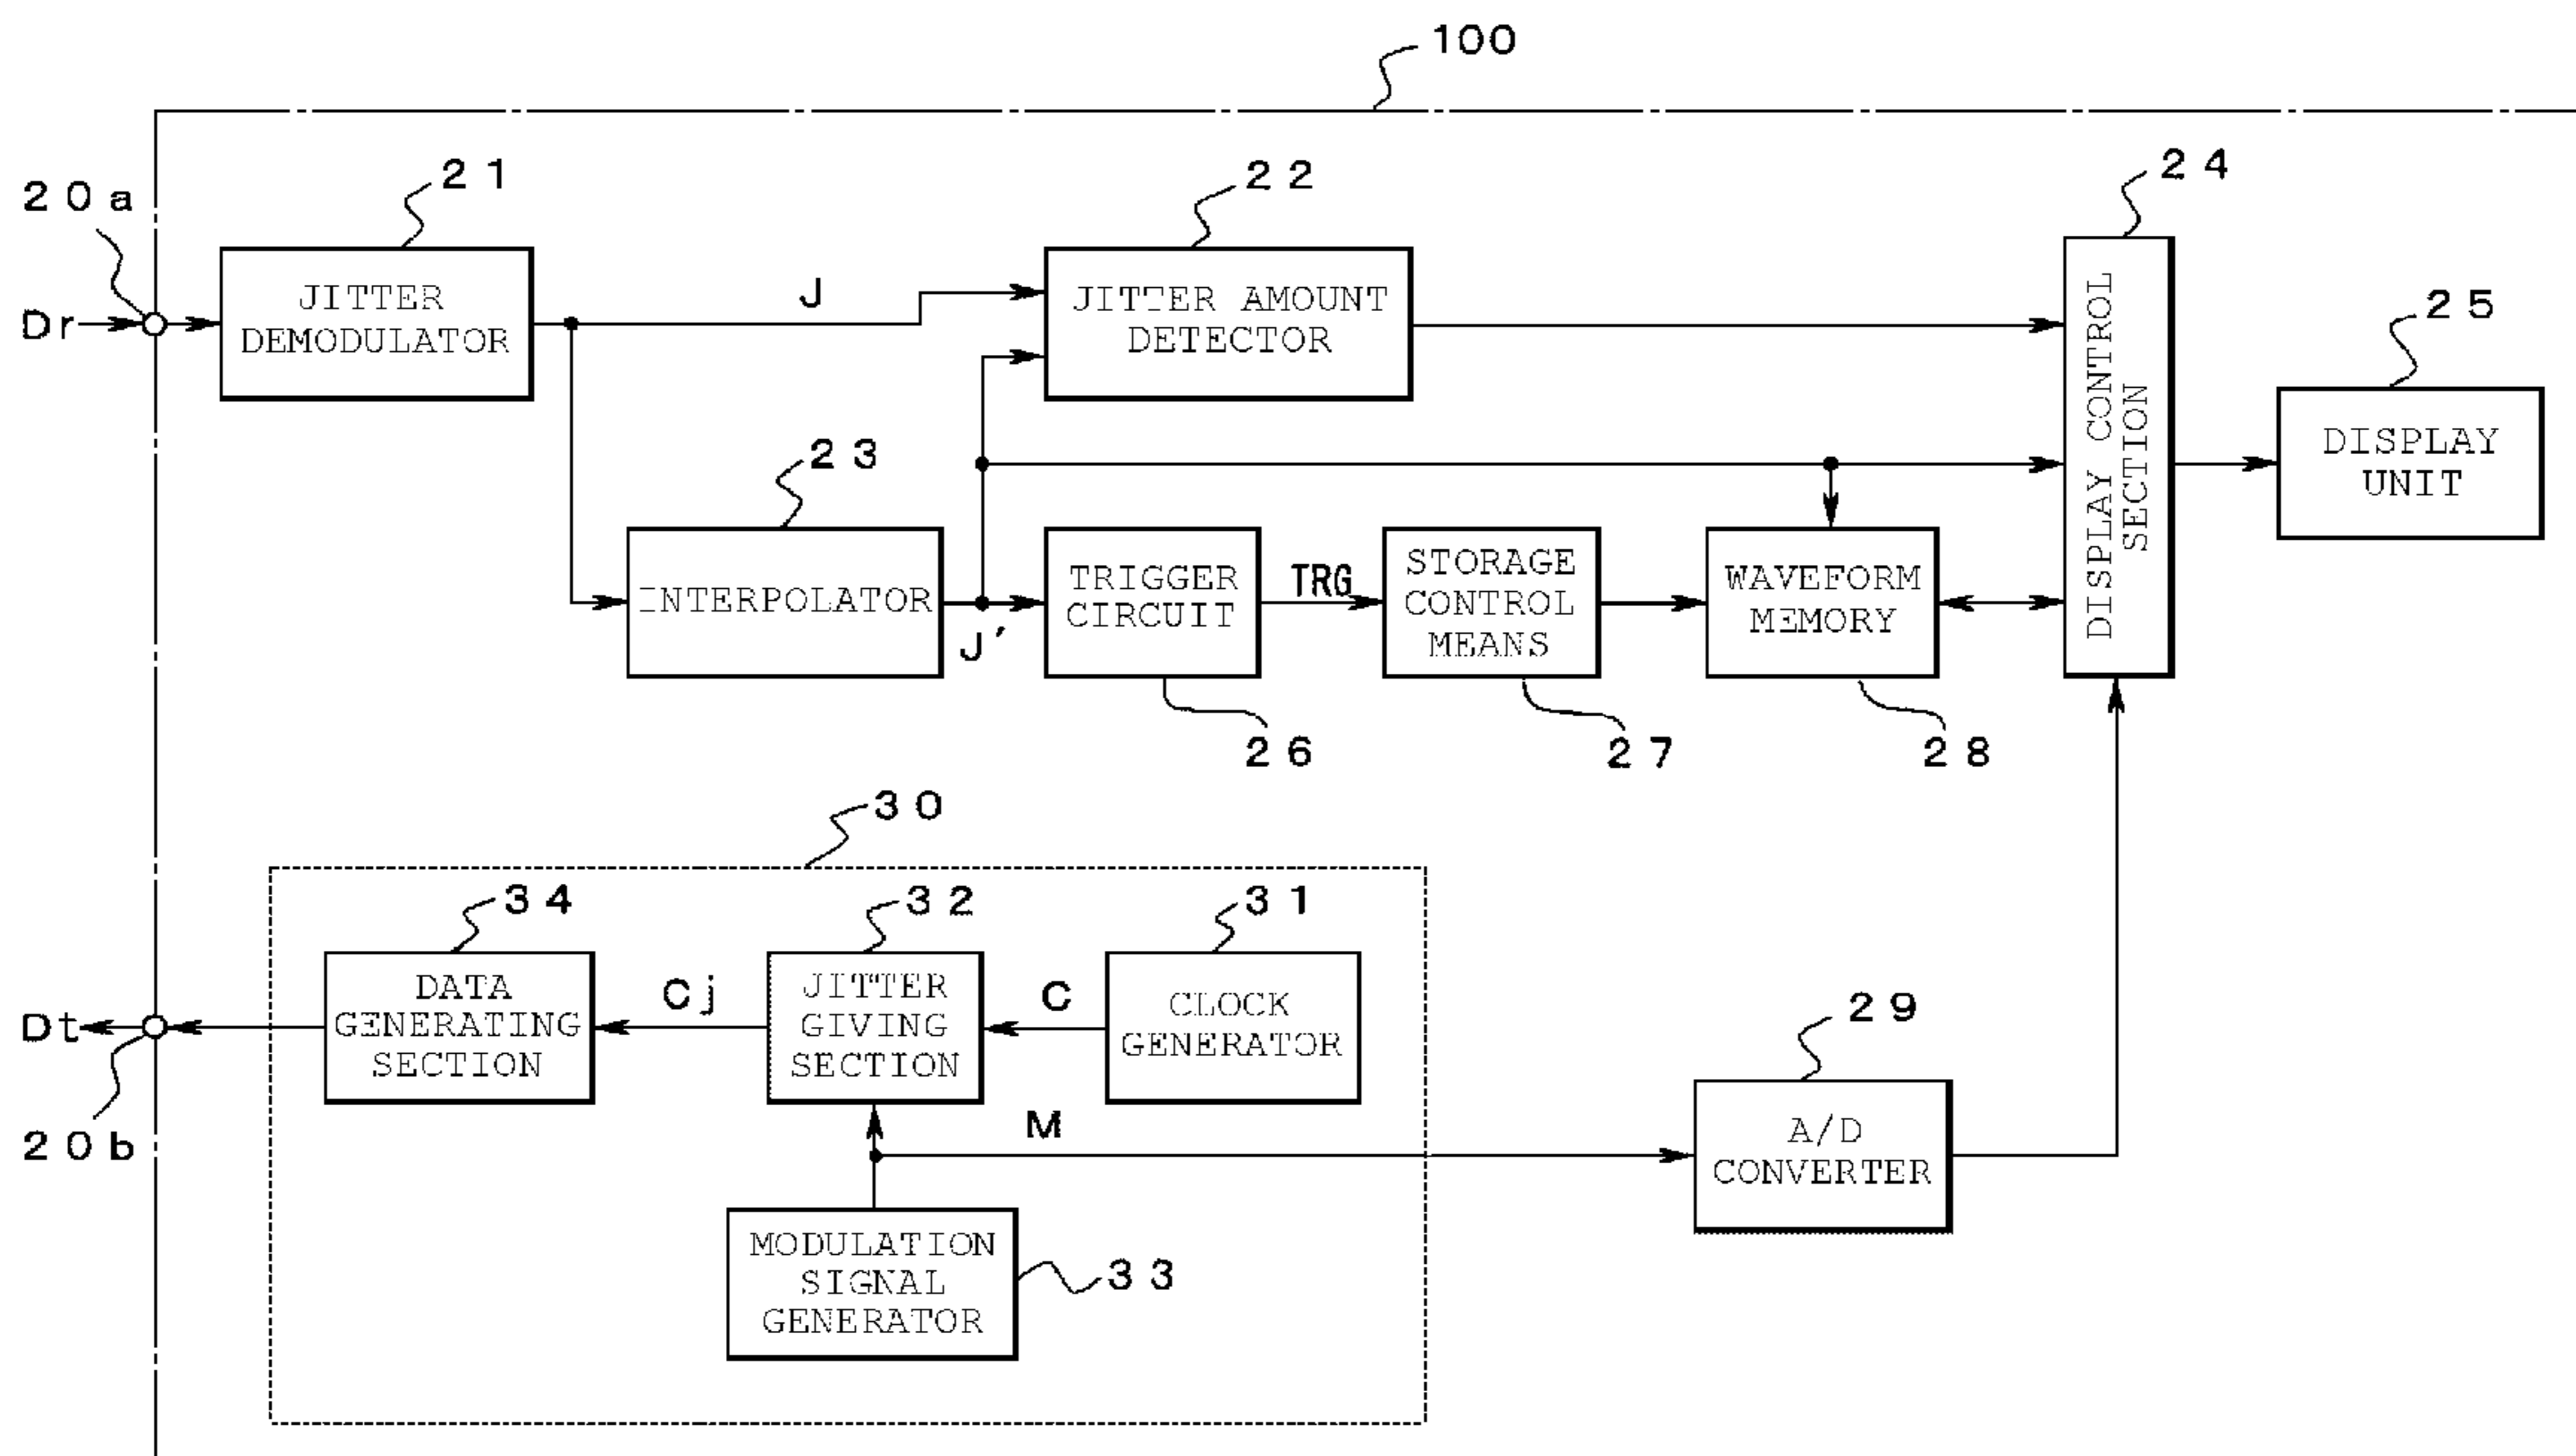 100
20a
21
22
24
Dr
JITTER
DEMODULATOR
J
JITTER AMOUNT
DETECTOR
DISPLAY CONTROL
SECTION
25
DISPLAY
UNIT
23
INTERPOLATOR
J'
TRIGGER
CIRCUIT
TRG
STORAGE
CONTROL
MEANS
WAVEFORM
MEMORY
26
27
28
30
34
32
31
Dt
DATA
GENERATING
SECTION
Cj
JITTER
GIVING
SECTION
C
CLOCK
GENERATOR
29
20b
M
A/D
CONVERTER
MODULATION
SIGNAL
GENERATOR
33